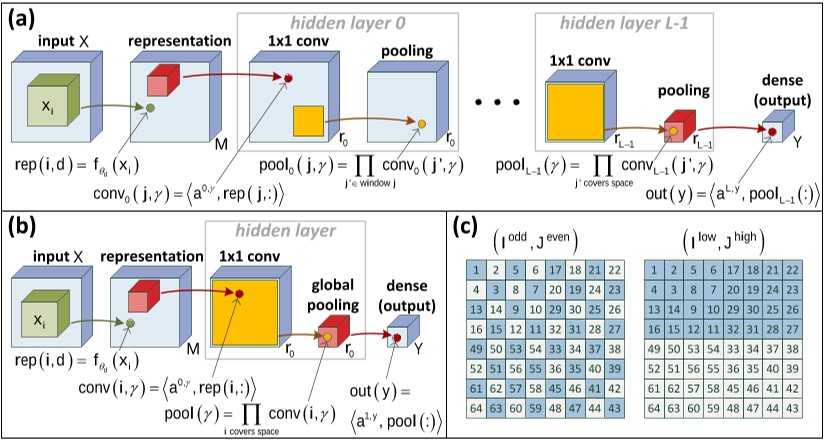 (a)
hidden layer 0
hidden layer L-1
input X
representation
1x1 conv
pooling
1x1 conv
pooling
dense
(output)
x_i
M
r_0
r_0
r_{L-1}
r_{L-1}
Y
rep(i,d) = f_{θ_d}(x_i)
conv_0(j,γ) = ⟨a^{0,γ}, rep(j,:)⟩
pool_0(j,γ) = ∏_{j'∈ window j} conv_0(j',γ)
pool_{L-1}(γ) = ∏_{j' covers space} conv_{L-1}(j',γ)
out(y) = ⟨a^{L,y}, pool_{L-1}(:)⟩
(b)
hidden layer
input X
representation
1x1 conv
global
pooling
dense
(output)
x_i
M
r_0
r_0
Y
rep(i,d) = f_{θ_d}(x_i)
conv(i,γ) = ⟨a^{0,γ}, rep(i,:)⟩
pool(γ) = ∏_{i covers space} conv(i,γ)
out(y) =
⟨a^{1,y}, pool(:)⟩
(c)
(I^{odd}, J^{even})
1 2 5 6 17 18 21 22
4 3 8 7 20 19 24 23
13 14 9 10 29 30 25 26
16 15 12 11 32 31 28 27
49 50 53 54 33 34 37 38
52 51 56 55 36 35 40 39
61 62 57 58 45 46 41 42
64 63 60 59 48 47 44 43
(I^{low}, J^{high})
1 2 5 6 17 18 21 22
4 3 8 7 20 19 24 23
13 14 9 10 29 30 25 26
16 15 12 11 32 31 28 27
49 50 53 54 33 34 37 38
52 51 56 55 36 35 40 39
61 62 57 58 45 46 41 42
64 63 60 59 48 47 44 43